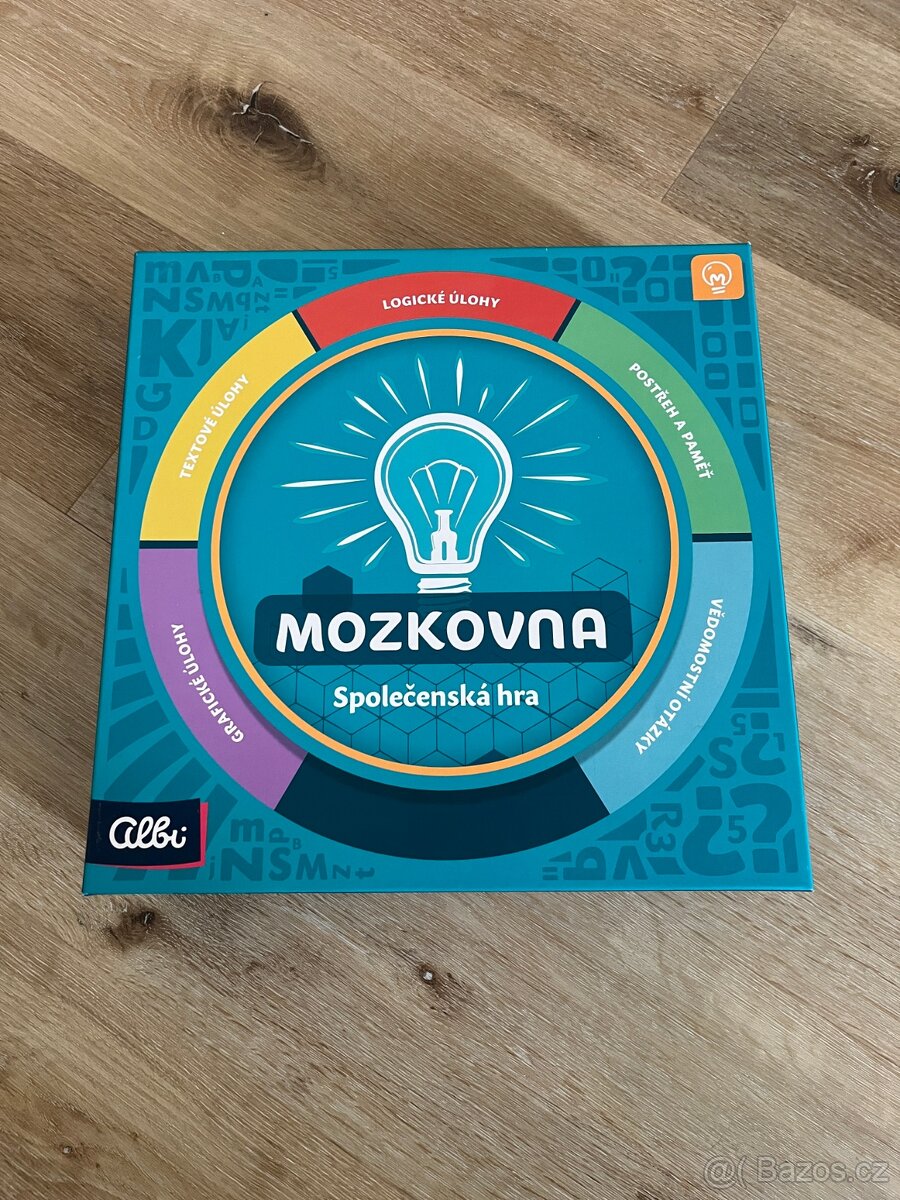 LOGICKÉ ÚLOHY
TEXTOVÉ ÚLOHY
POSTŘEH A PAMĚŤ
GRAFICKÉ ÚLOHY
VĚDOMOSTNÍ OTÁZKY
MOZKOVNA
Společenská hra
Albi
@( Bazos.cz